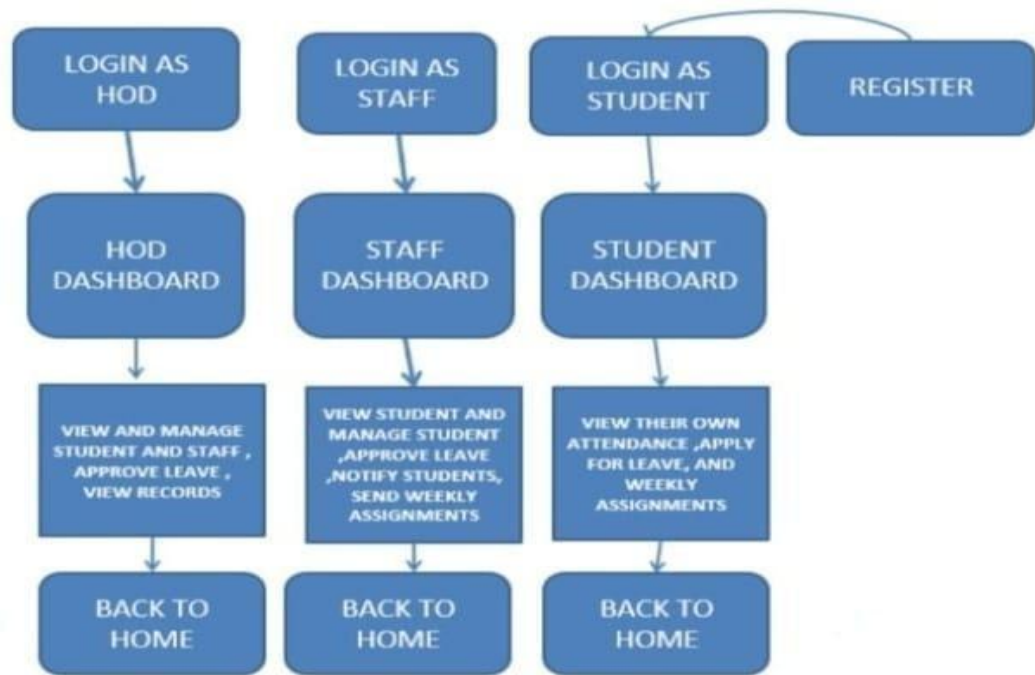 LOGIN AS
HOD
LOGIN AS
STAFF
LOGIN AS
STUDENT
REGISTER
HOD
DASHBOARD
STAFF
DASHBOARD
STUDENT
DASHBOARD
VIEW AND MANAGE
STUDENT AND STAFF ,
APPROVE LEAVE ,
VIEW RECORDS
VIEW STUDENT AND
MANAGE STUDENT
,APPROVE LEAVE
,NOTIFY STUDENTS,
SEND WEEKLY
ASSIGNMENTS
VIEW THEIR OWN
ATTENDANCE ,APPLY
FOR LEAVE, AND
WEEKLY
ASSIGNMENTS
BACK TO
HOME
BACK TO
HOME
BACK TO
HOME